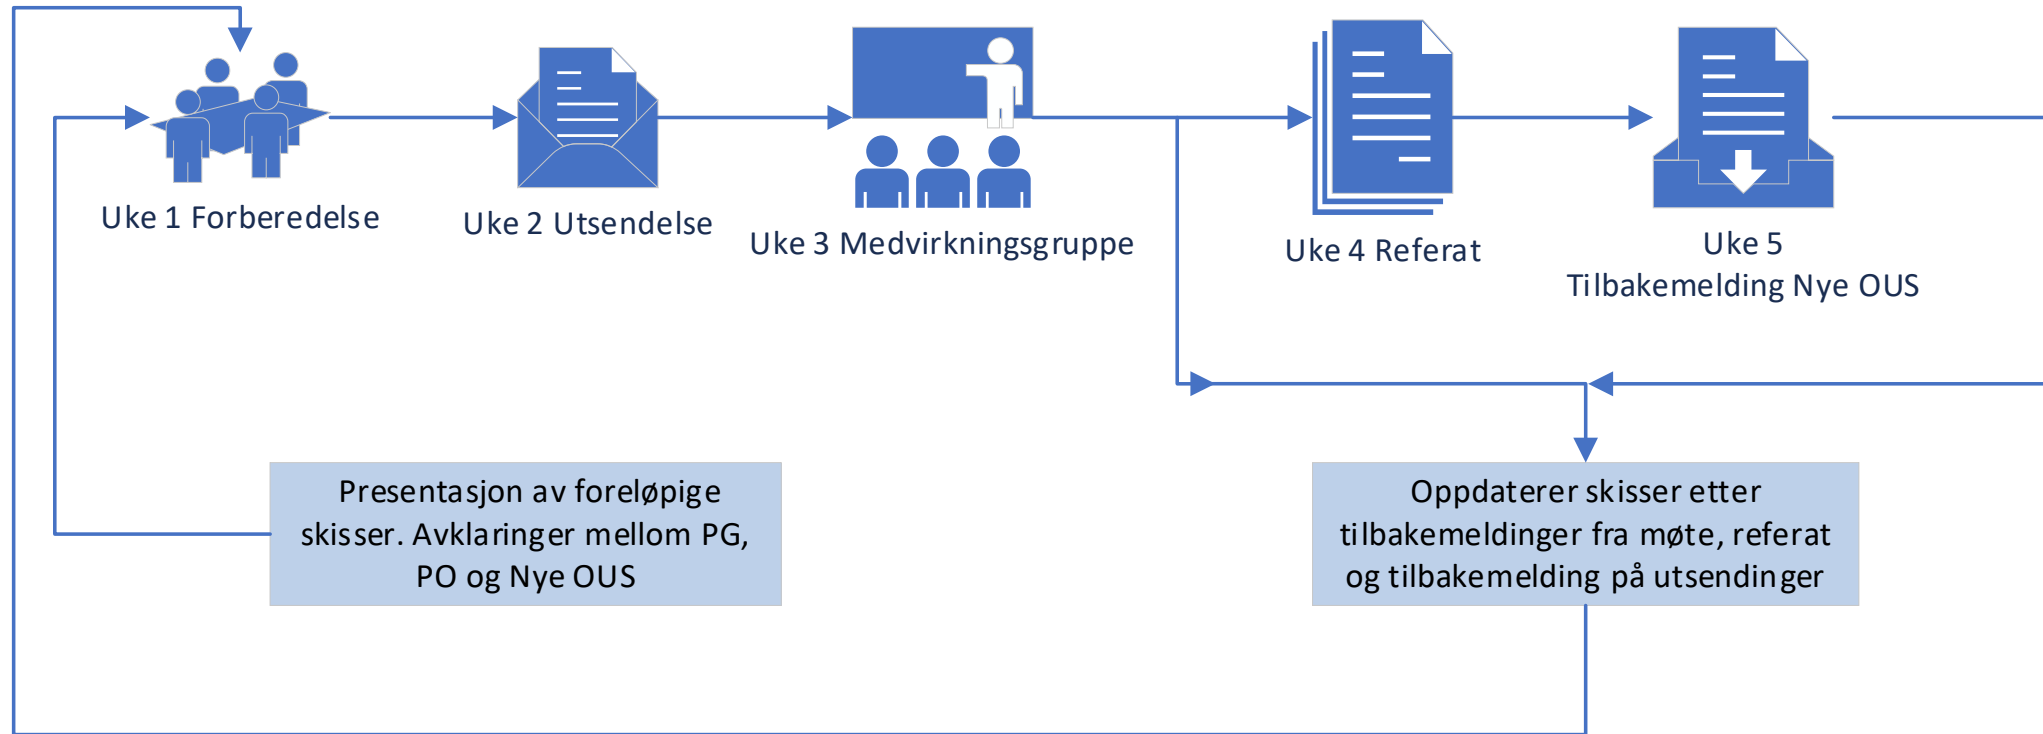 Uke 1 Forberedelse
Uke 2 Utsendelse
Uke 3 Medvirkningsgruppe
Uke 4 Referat
Uke 5
Tilbakemelding Nye OUS
Presentasjon av foreløpige
skisser. Avklaringer mellom PG,
PO og Nye OUS
Oppdaterer skisser etter
tilbakemeldinger fra møte, referat
og tilbakemelding på utsendinger